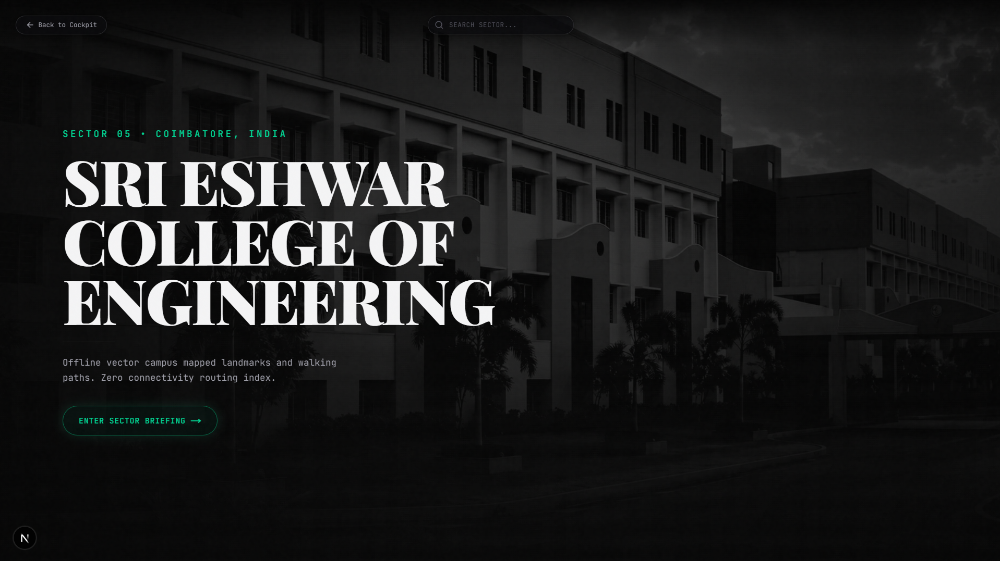 Back to Cockpit
SEARCH SECTOR...
SECTOR 05 • COIMBATORE, INDIA
SRI ESHWAR
COLLEGE OF
ENGINEERING
Offline vector campus mapped landmarks and walking
paths. Zero connectivity routing index.
ENTER SECTOR BRIEFING →
N